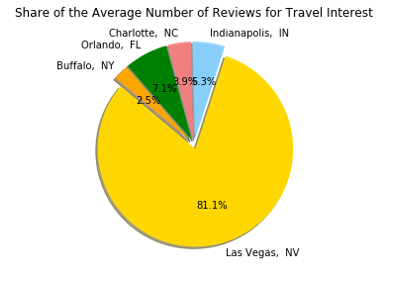 Share of the Average Number of Reviews for Travel Interest
Charlotte,  NC
Indianapolis,  IN
Orlando,  FL
Buffalo,  NY
3.9%
5.3%
7.1%
2.5%
81.1%
Las Vegas,  NV